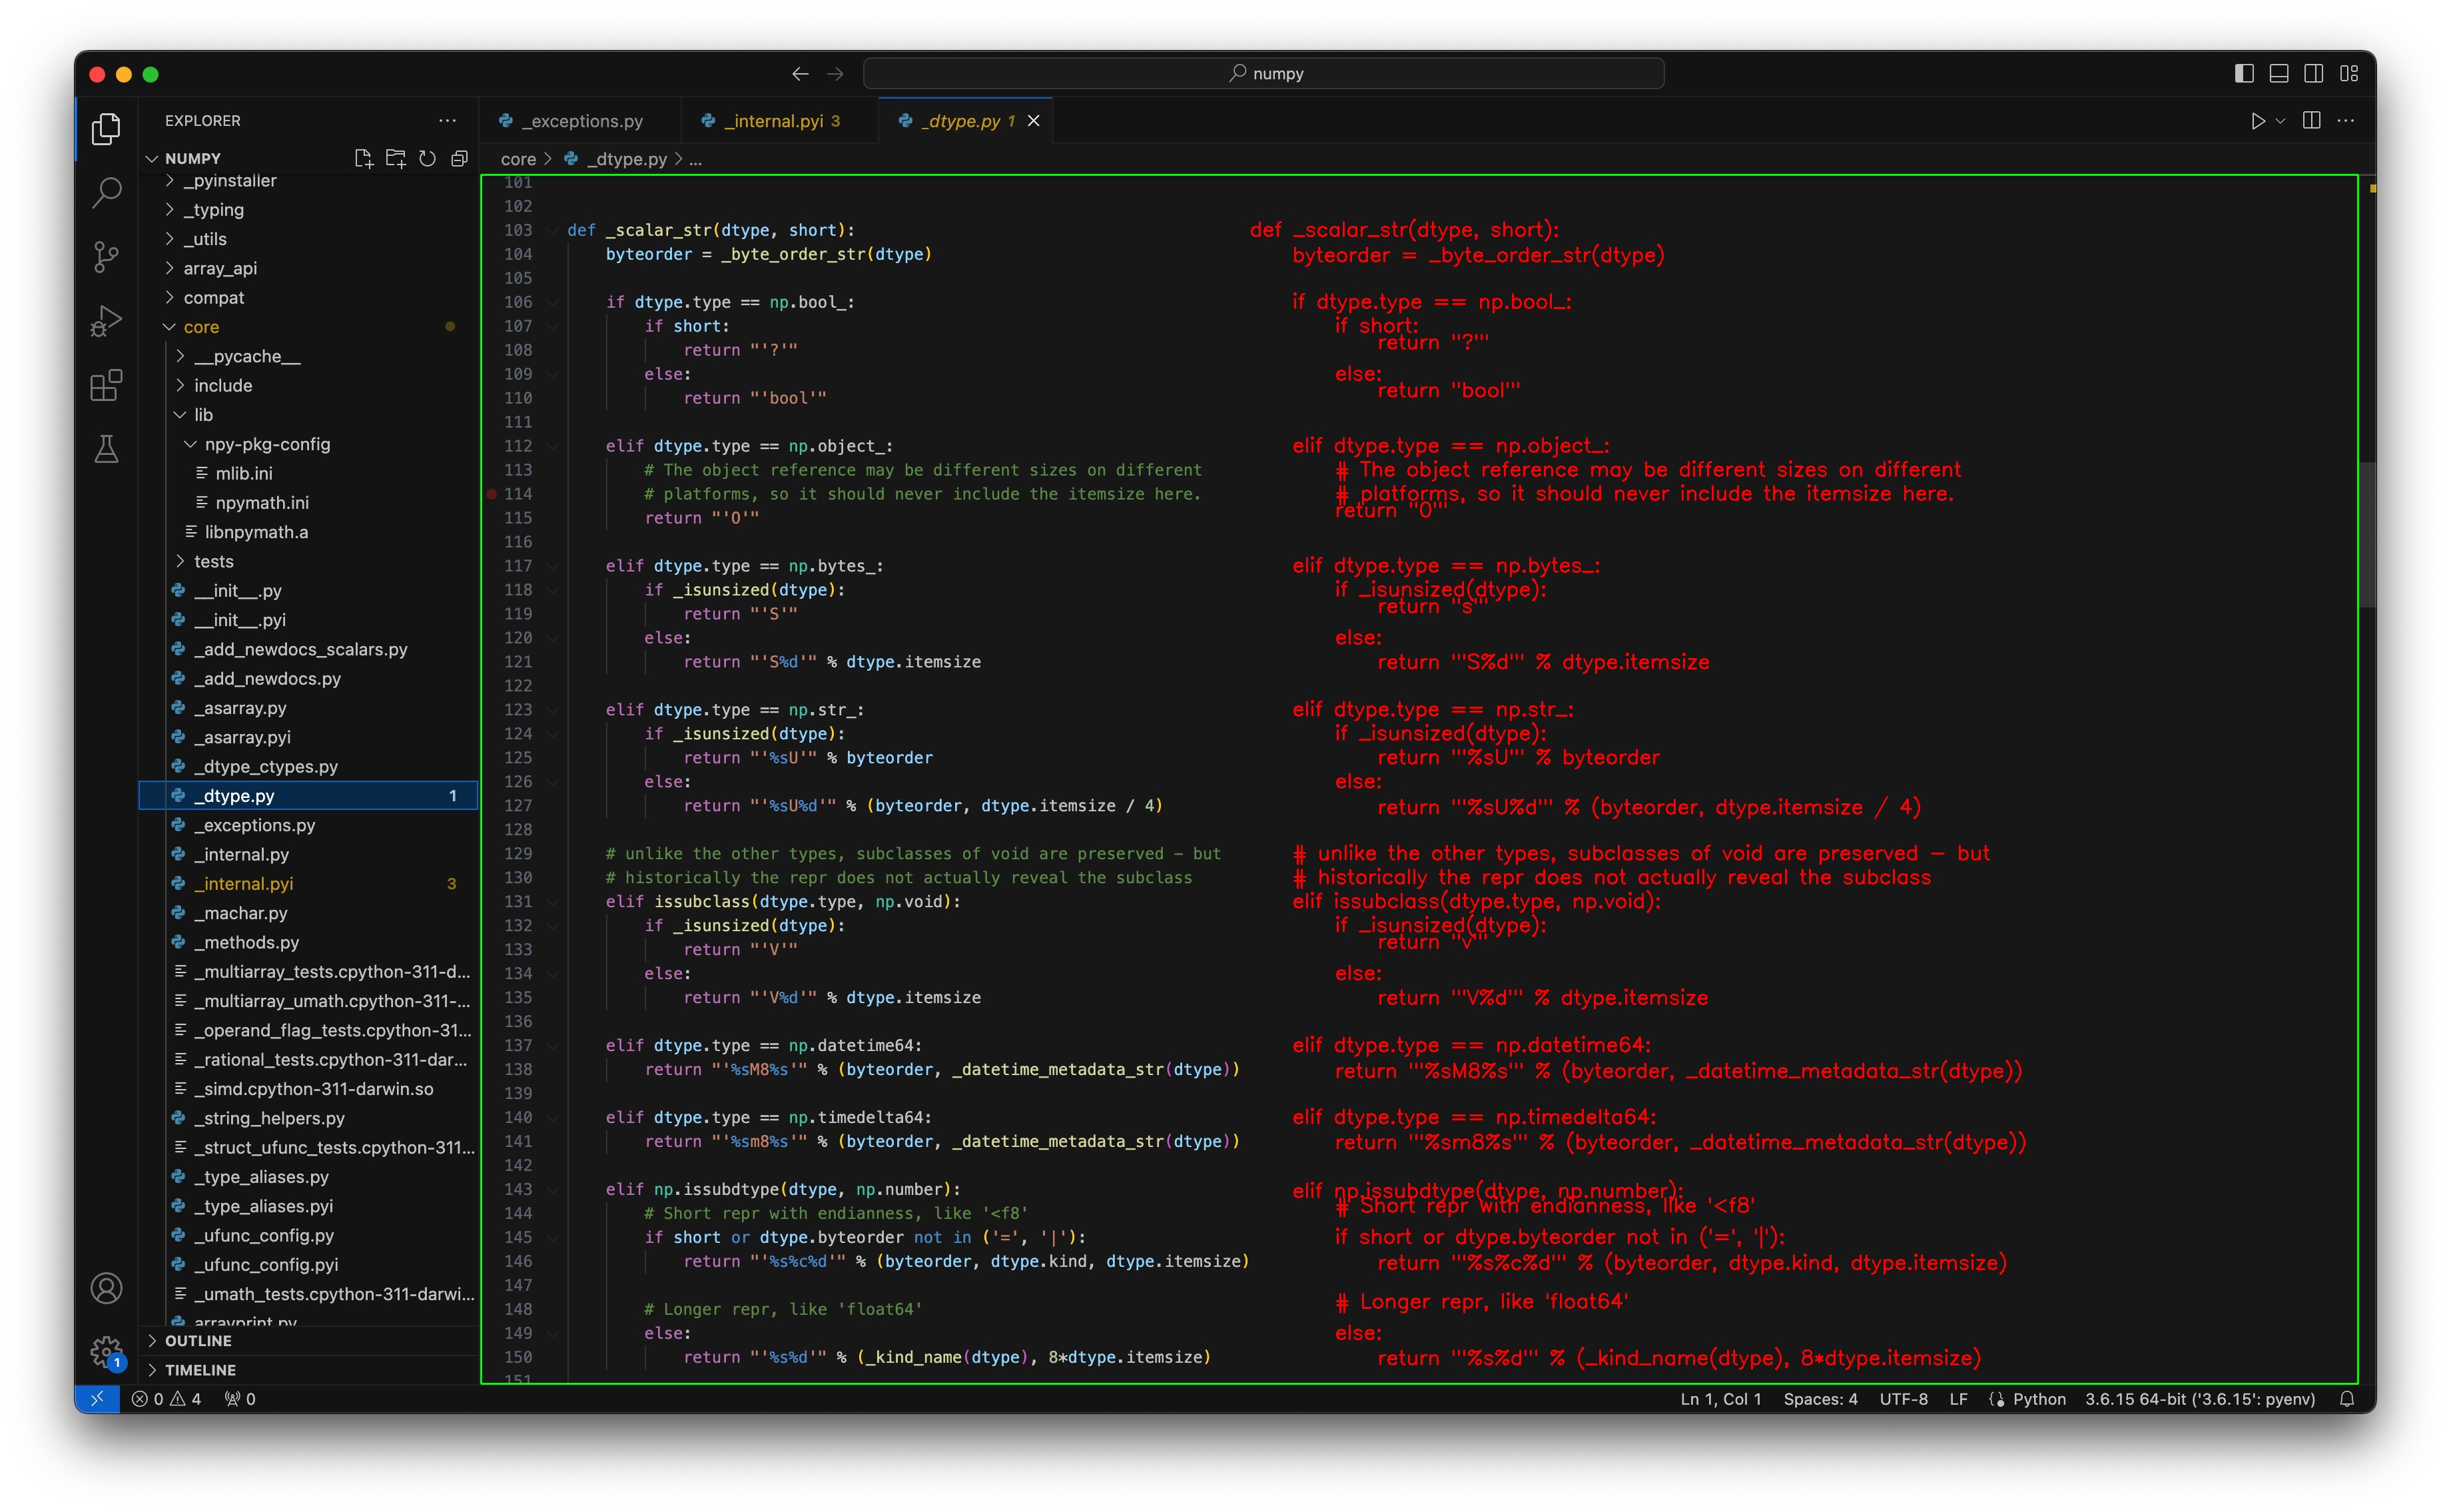 numpy
EXPLORER
NUMPY
_pyinstaller
_typing
_utils
array_api
compat
core
__pycache__
include
lib
npy-pkg-config
mlib.ini
npymath.ini
libnpymath.a
tests
__init__.py
__init__.pyi
_add_newdocs_scalars.py
_add_newdocs.py
_asarray.py
_asarray.pyi
_dtype_ctypes.py
_dtype.py 1
_exceptions.py
_internal.py
_internal.pyi 3
_machar.py
_methods.py
_multiarray_tests.cpython-311-d...
_multiarray_umath.cpython-311-...
_operand_flag_tests.cpython-31...
_rational_tests.cpython-311-dar...
_simd.cpython-311-darwin.so
_string_helpers.py
_struct_ufunc_tests.cpython-311...
_type_aliases.py
_type_aliases.pyi
_ufunc_config.py
_ufunc_config.pyi
_umath_tests.cpython-311-darwi...
arrayprint.py
OUTLINE
TIMELINE
1
_exceptions.py _internal.pyi 3 _dtype.py 1
core > _dtype.py > ...
101
102
103 def _scalar_str(dtype, short):
104     byteorder = _byte_order_str(dtype)
105
106     if dtype.type == np.bool_:
107         if short:
108             return "'?'"
109         else:
110             return "'bool'"
111
112     elif dtype.type == np.object_:
113         # The object reference may be different sizes on different
114         # platforms, so it should never include the itemsize here.
115         return "'O'"
116
117     elif dtype.type == np.bytes_:
118         if _isunsized(dtype):
119             return "'S'"
120         else:
121             return "'S%d'" % dtype.itemsize
122
123     elif dtype.type == np.str_:
124         if _isunsized(dtype):
125             return "'%sU'" % byteorder
126         else:
127             return "'%sU%d'" % (byteorder, dtype.itemsize / 4)
128
129     # unlike the other types, subclasses of void are preserved - but
130     # historically the repr does not actually reveal the subclass
131     elif issubclass(dtype.type, np.void):
132         if _isunsized(dtype):
133             return "'V'"
134         else:
135             return "'V%d'" % dtype.itemsize
136
137     elif dtype.type == np.datetime64:
138         return "'%sM8%s'" % (byteorder, _datetime_metadata_str(dtype))
139
140     elif dtype.type == np.timedelta64:
141         return "'%sm8%s'" % (byteorder, _datetime_metadata_str(dtype))
142
143     elif np.issubdtype(dtype, np.number):
144         # Short repr with endianness, like '<f8'
145         if short or dtype.byteorder not in ('=', '|'):
146             return "'%s%c%d'" % (byteorder, dtype.kind, dtype.itemsize)
147
148         # Longer repr, like 'float64'
149         else:
150             return "'%s%d'" % (_kind_name(dtype), 8*dtype.itemsize)
151
def _scalar_str(dtype, short):
    byteorder = _byte_order_str(dtype)
    if dtype.type == np.bool_:
        if short:
            return "'?'"
        else:
            return "'bool'"
    elif dtype.type == np.object_:
        # The object reference may be different sizes on different
        # platforms, so it should never include the itemsize here.
        return "'O'"
    elif dtype.type == np.bytes_:
        if _isunsized(dtype):
            return "'s'"
        else:
            return "'S%d'" % dtype.itemsize
    elif dtype.type == np.str_:
        if _isunsized(dtype):
            return "'%sU'" % byteorder
        else:
            return "'%sU%d'" % (byteorder, dtype.itemsize / 4)
    # unlike the other types, subclasses of void are preserved - but
    # historically the repr does not actually reveal the subclass
    elif issubclass(dtype.type, np.void):
        if _isunsized(dtype):
            return "'v'"
        else:
            return "'V%d'" % dtype.itemsize
    elif dtype.type == np.datetime64:
        return "'%sM8%s'" % (byteorder, _datetime_metadata_str(dtype))
    elif dtype.type == np.timedelta64:
        return "'%sm8%s'" % (byteorder, _datetime_metadata_str(dtype))
    elif np.issubdtype(dtype, np.number):
        # Short repr with endianness, like '<f8'
        if short or dtype.byteorder not in ('=', '|'):
            return "'%s%c%d'" % (byteorder, dtype.kind, dtype.itemsize)
        # Longer repr, like 'float64'
        else:
            return "'%s%d'" % (_kind_name(dtype), 8*dtype.itemsize)
0 4 0 Ln 1, Col 1 Spaces: 4 UTF-8 LF Python 3.6.15 64-bit ('3.6.15': pyenv)